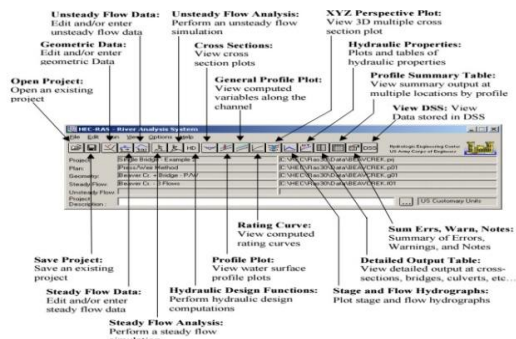 Unsteady Flow Data:
Edit and/or enter
unsteady flow data
Unsteady Flow Analysis:
Perform an unsteady flow
simulation
XYZ Perspective Plot:
View 3D multiple cross
section plot
Geometric Data:
Edit and/or enter
geometric Data
Cross Sections:
View cross
section plots
Hydraulic Properties:
Plots and tables of
hydraulic properties
Open Project:
Open an existing
project
General Profile Plot:
View computed
variables along the
channel
Profile Summary Table:
View summary output at
multiple locations by profile
View DSS: View
Data stored in DSS
HEC-RAS - River Analysis System
File Edit Run View Options Help
HD
DSS
Hydrologic Engineering Center
US Army Corps of Engineers
Project: Single Bridge - Example 2 C:\HEC\Ras30\Data\BEAVCREK.prj
Plan: Press/Weir Method
Geometry: Beaver Cr. + Bridge - P/W C:\HEC\Ras30\Data\BEAVCREK.g01
Steady Flow: Beaver Cr. - 3 Flows C:\HEC\Ras30\Data\BEAVCREK.f01
Unsteady Flow:
Project
Description :
... US Customary Units
Save Project:
Save an existing
project
Rating Curve:
View computed
rating curves
Sum Errs, Warn, Notes:
Summary of Errors,
Warnings, and Notes
Steady Flow Data:
Edit and/or enter
steady flow data
Profile Plot:
View water surface
profile plots
Detailed Output Table:
View detailed output at cross-
sections, bridges, culverts, etc...
Hydraulic Design Functions:
Perform hydraulic design
computations
Stage and Flow Hydrographs:
Plot stage and flow hydrographs
Steady Flow Analysis:
Perform a steady flow